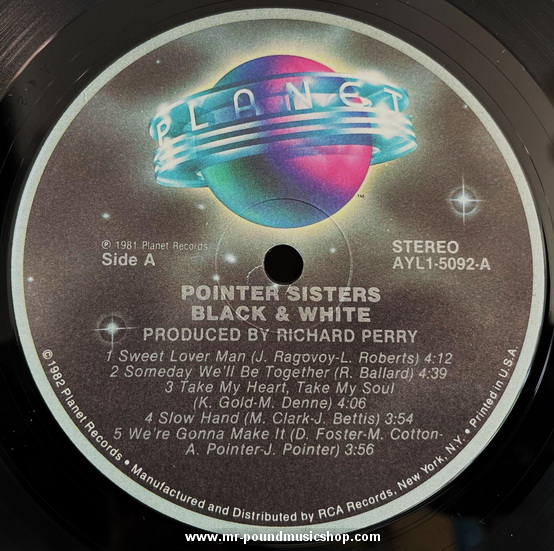 PLANET
™
℗ 1981 Planet Records
Side A
STEREO
AYL1-5092-A
POINTER SISTERS
BLACK & WHITE
PRODUCED BY RICHARD PERRY
1 Sweet Lover Man (J. Ragovoy-L. Roberts) 4:12
2 Someday We'll Be Together (R. Ballard) 4:39
3 Take My Heart, Take My Soul
(K. Gold-M. Denne) 4:06
4 Slow Hand (M. Clark-J. Bettis) 3:54
5 We're Gonna Make It (D. Foster-M. Cotton-
A. Pointer-J. Pointer) 3:56
©1982 Planet Records • Manufactured and Distributed by RCA Records, New York, N.Y. • Printed in U.S.A.
www.mr-poundmusicshop.com